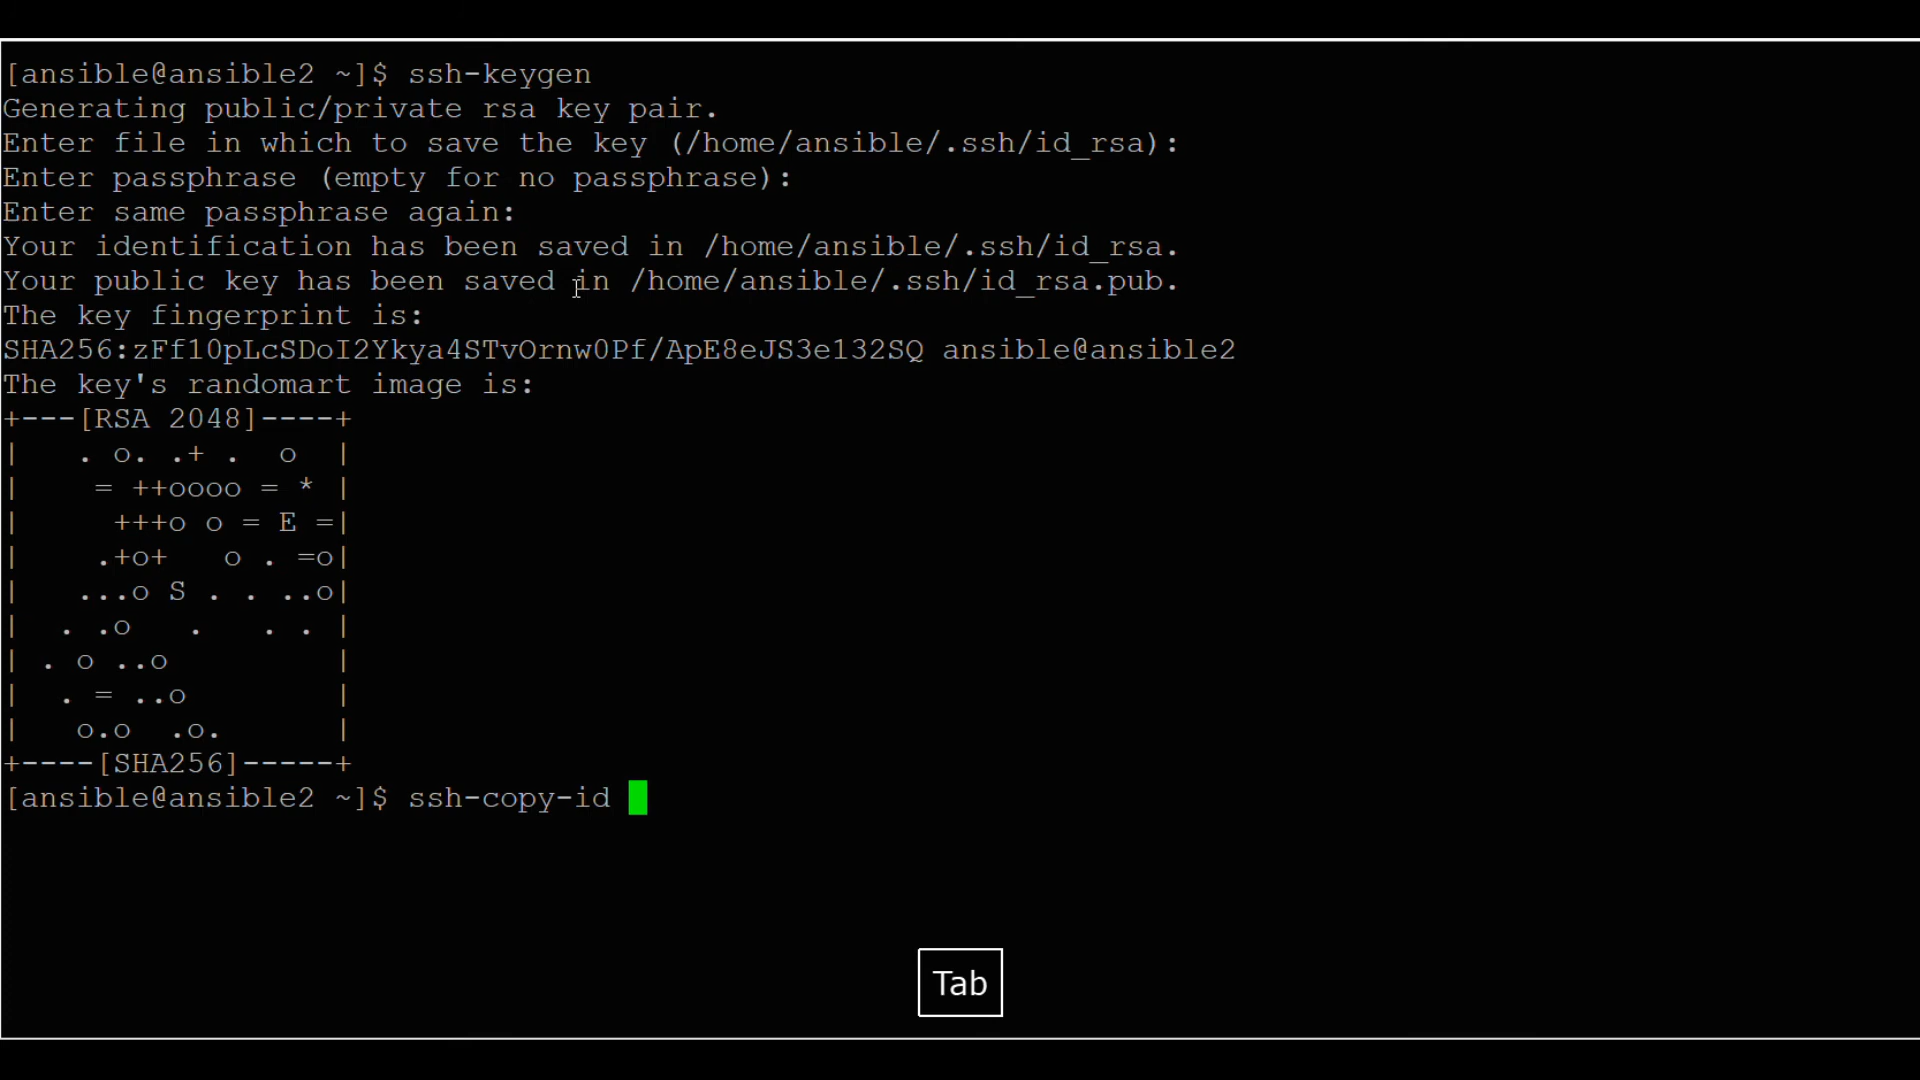 [ansible@ansible2 ~]$ ssh-keygen
Generating public/private rsa key pair.
Enter file in which to save the key (/home/ansible/.ssh/id_rsa):
Enter passphrase (empty for no passphrase):
Enter same passphrase again:
Your identification has been saved in /home/ansible/.ssh/id_rsa.
Your public key has been saved in /home/ansible/.ssh/id_rsa.pub.
The key fingerprint is:
SHA256:zFf10pLcSDoI2Ykya4STvOrnw0Pf/ApE8eJS3e132SQ ansible@ansible2
The key's randomart image is:
+---[RSA 2048]----+
|   . o. .+ .  o  |
|    = ++oooo = * |
|     +++o o = E =|
|    .+o+   o . =o|
|   ...o S . . ..o|
|  . .o   .   . . |
| . o ..o         |
|  . = ..o        |
|   o.o  .o.      |
+----[SHA256]-----+
[ansible@ansible2 ~]$ ssh-copy-id
Tab